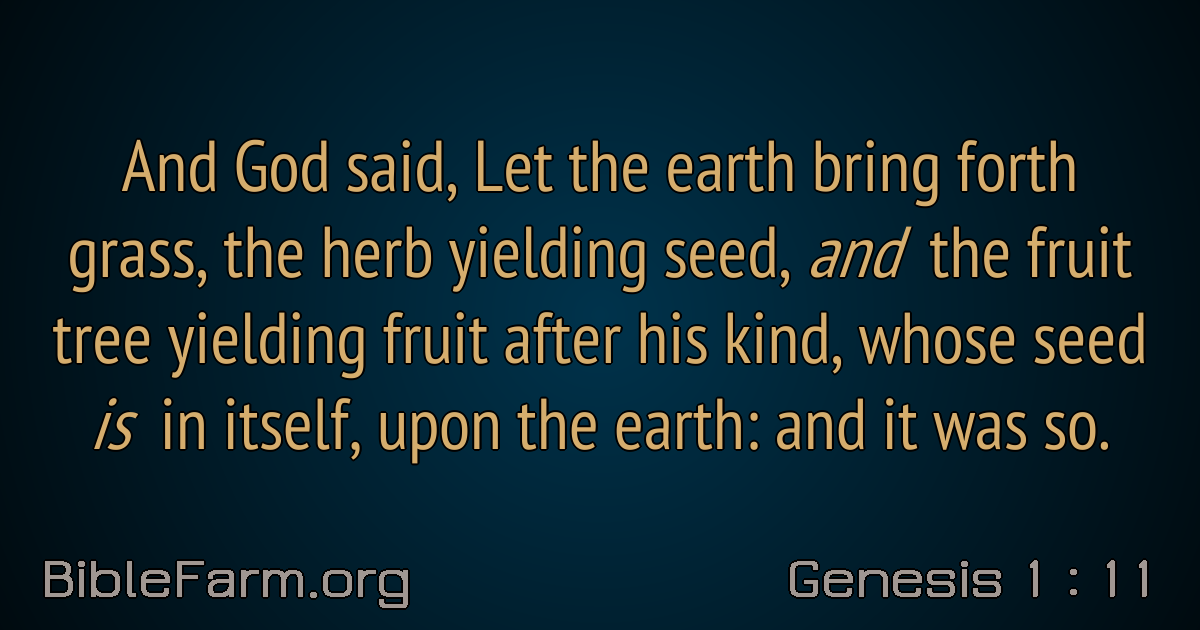 And God said, Let the earth bring forth
grass, the herb yielding seed, and the fruit
tree yielding fruit after his kind, whose seed
is in itself, upon the earth: and it was so.
BibleFarm.org
Genesis 1 : 11